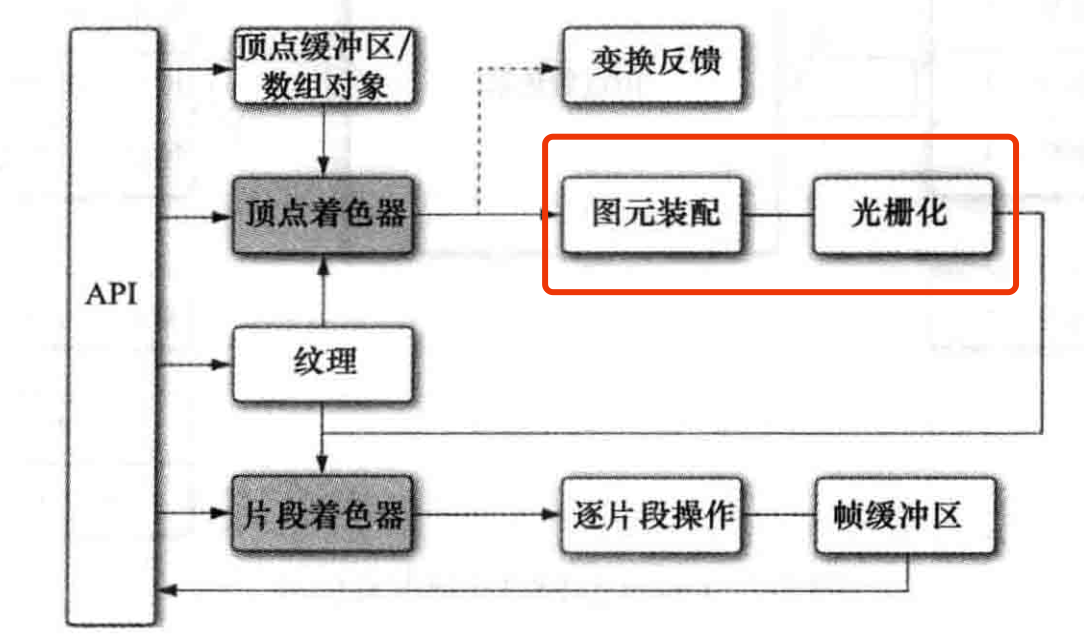 顶点缓冲区/
数组对象
变换反馈
顶点着色器
图元装配
光栅化
API
纹理
片段着色器
逐片段操作
帧缓冲区